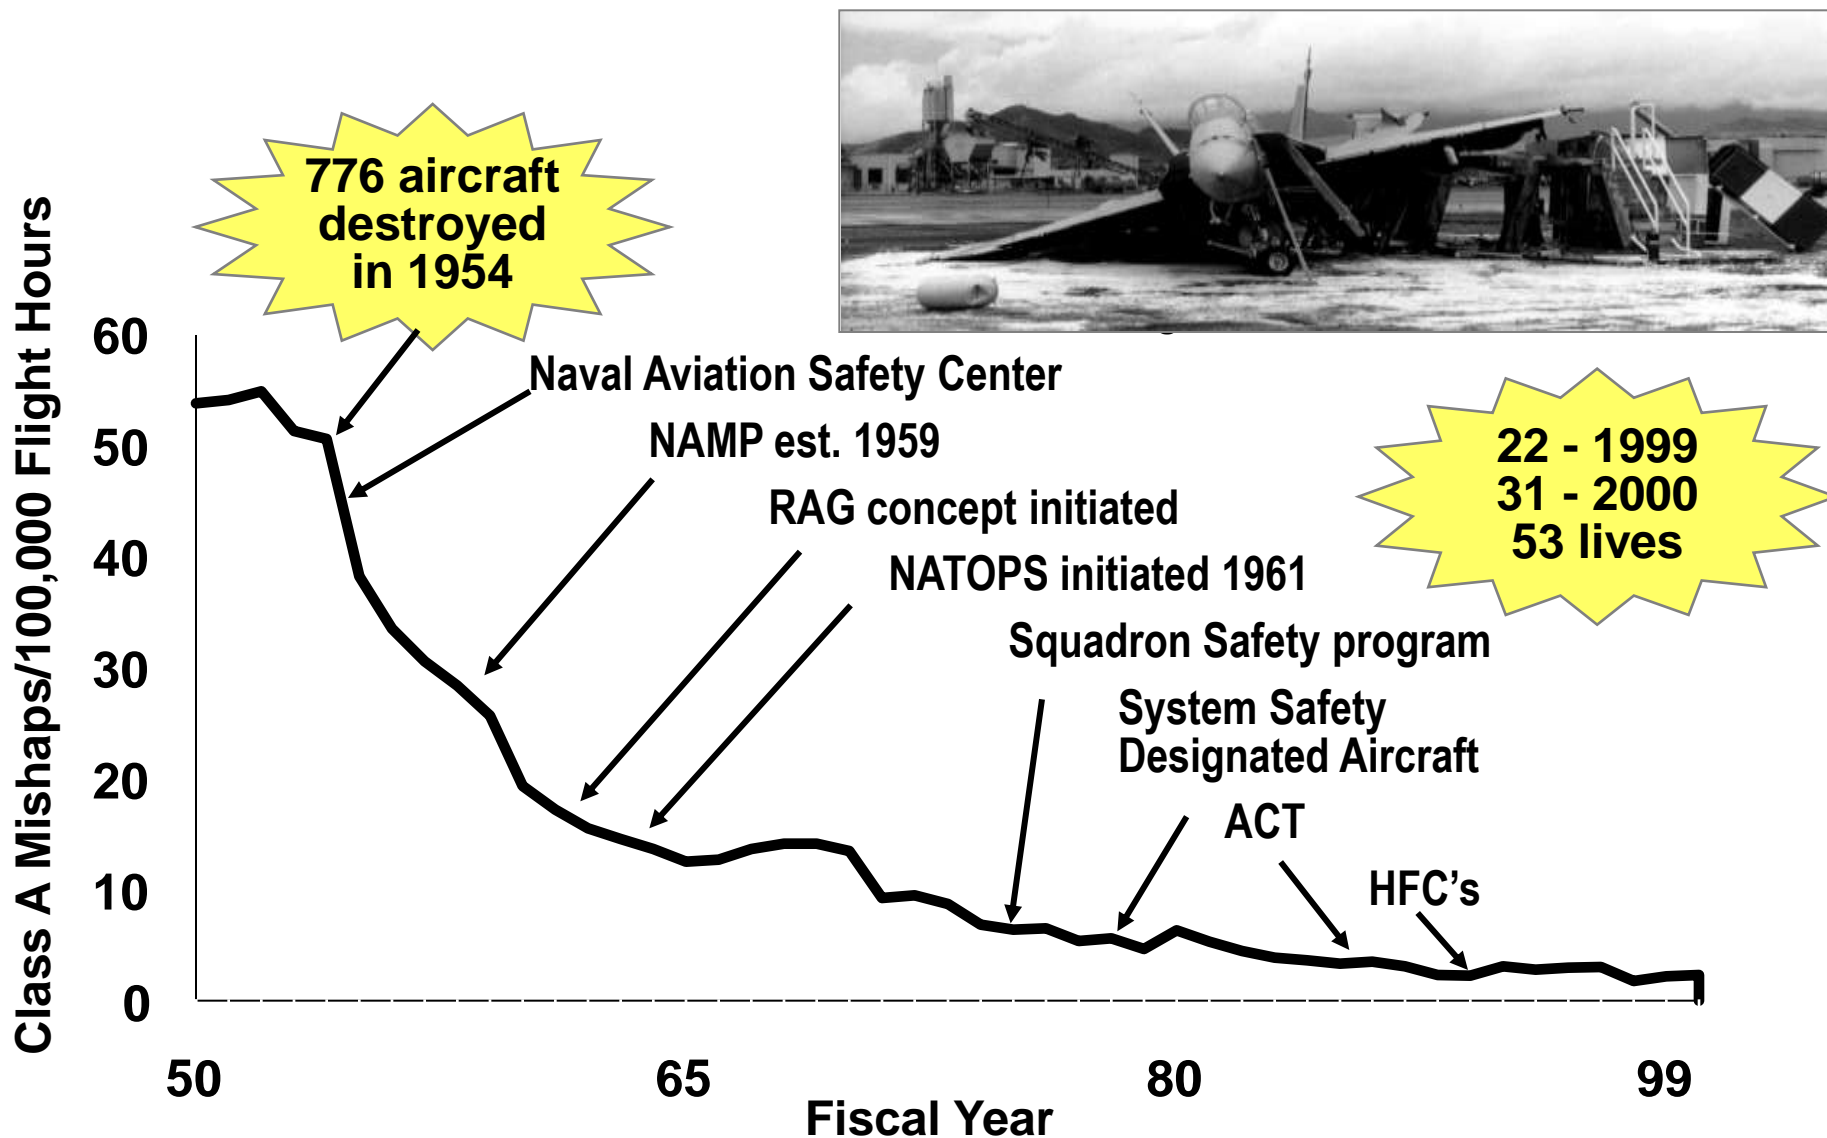 776 aircraft
destroyed
in 1954
Class A Mishaps/100,000 Flight Hours
60
50
40
30
20
10
0
Naval Aviation Safety Center
NAMP est. 1959
RAG concept initiated
NATOPS initiated 1961
Squadron Safety program
System Safety
Designated Aircraft
ACT
HFC's
22 - 1999
31 - 2000
53 lives
50
65
80
99
Fiscal Year